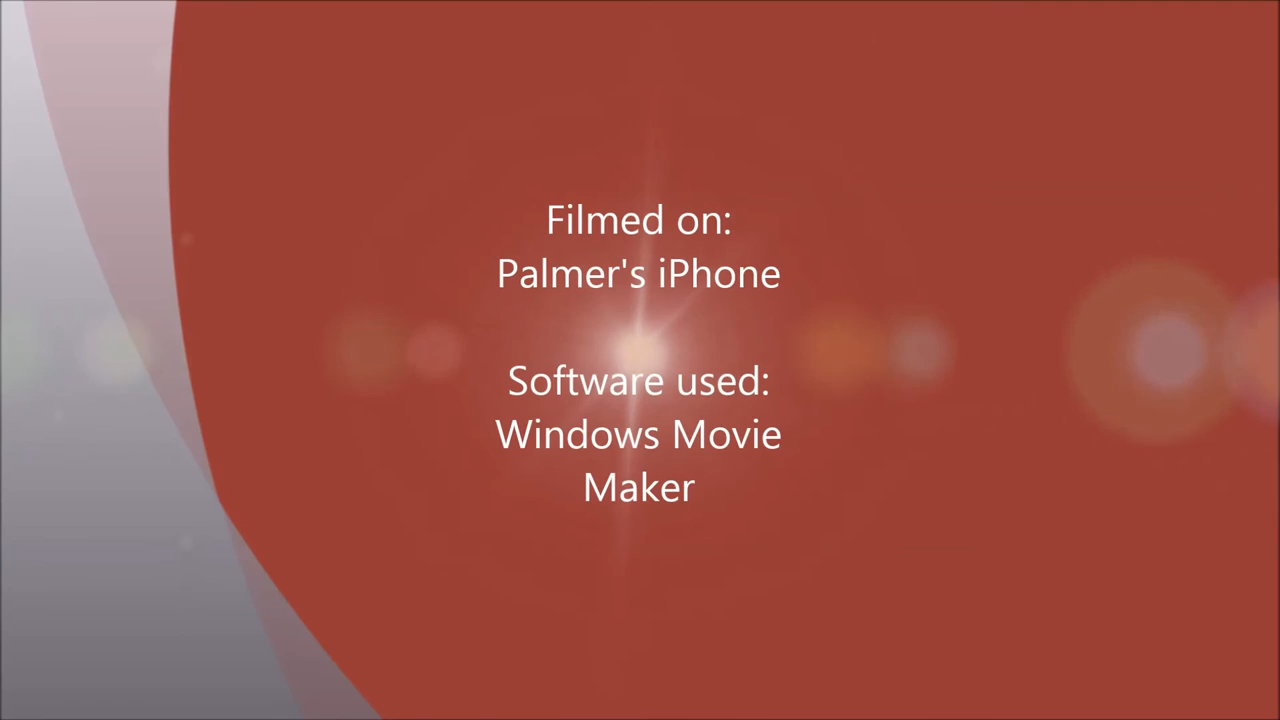 Filmed on:
Palmer's iPhone
Software used:
Windows Movie
Maker